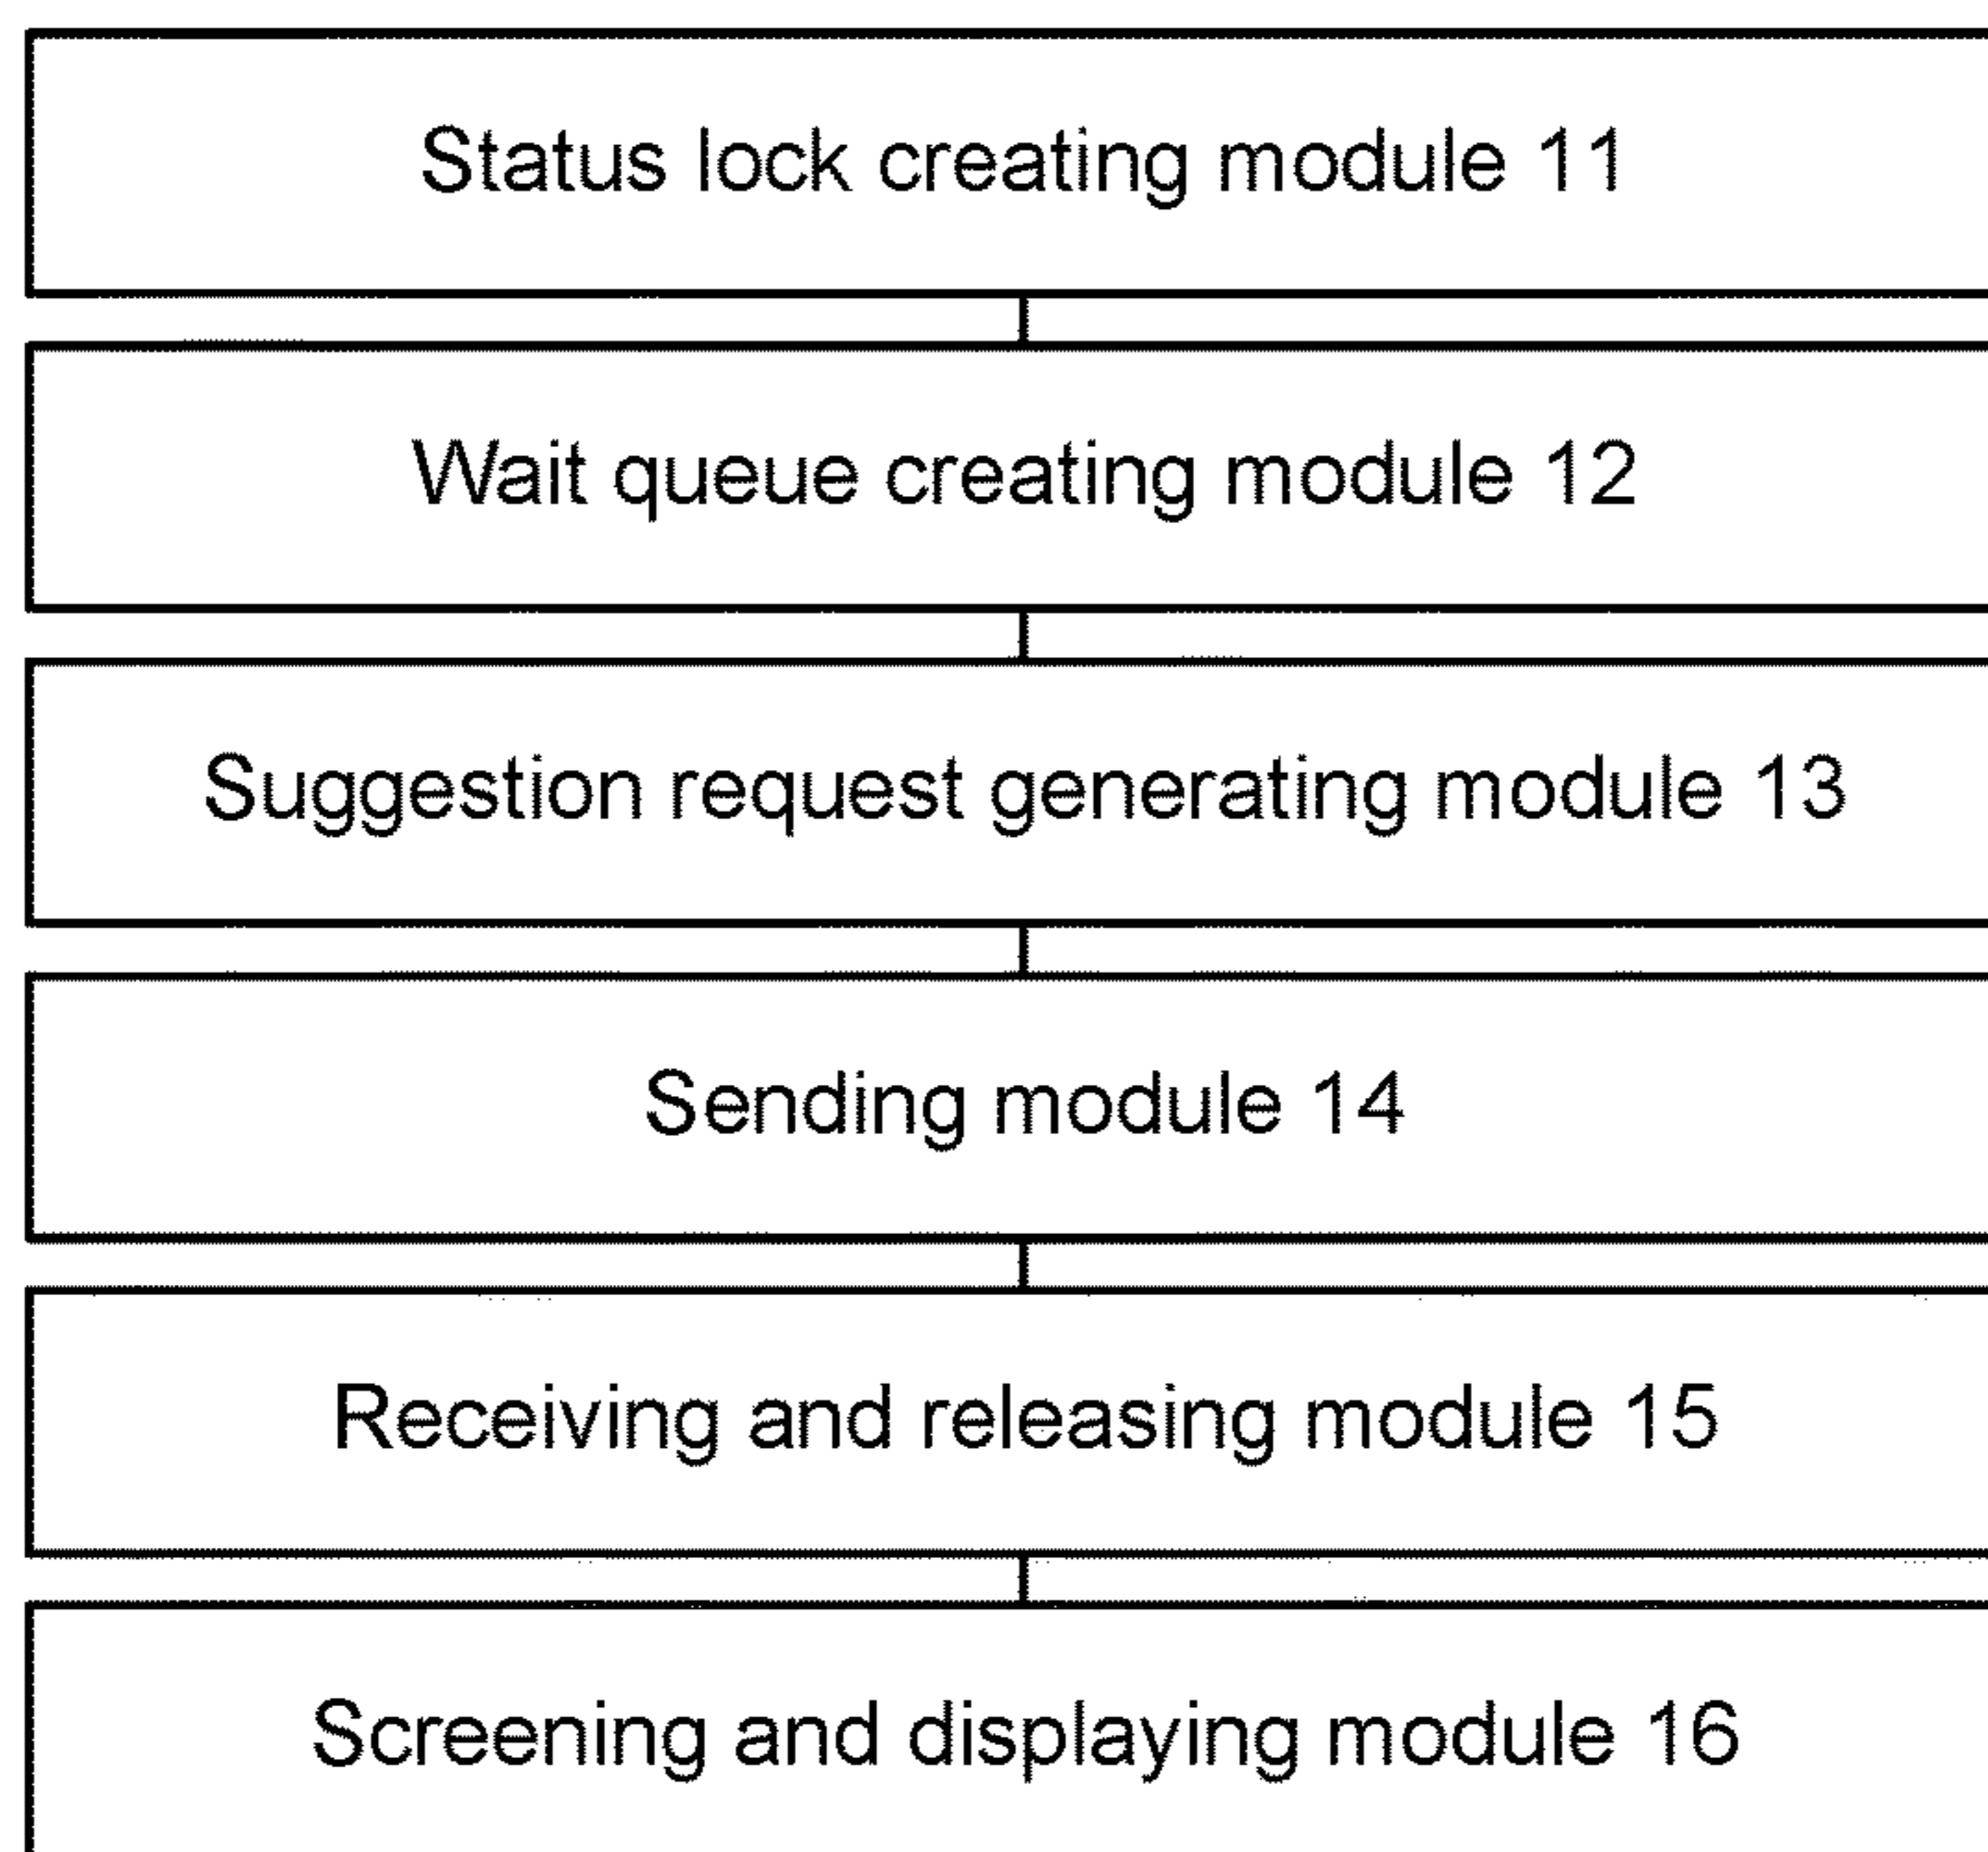 Status lock creating module 11
Wait queue creating module 12
Suggestion request generating module 13
Sending module 14
Receiving and releasing module 15
Screening and displaying module 16